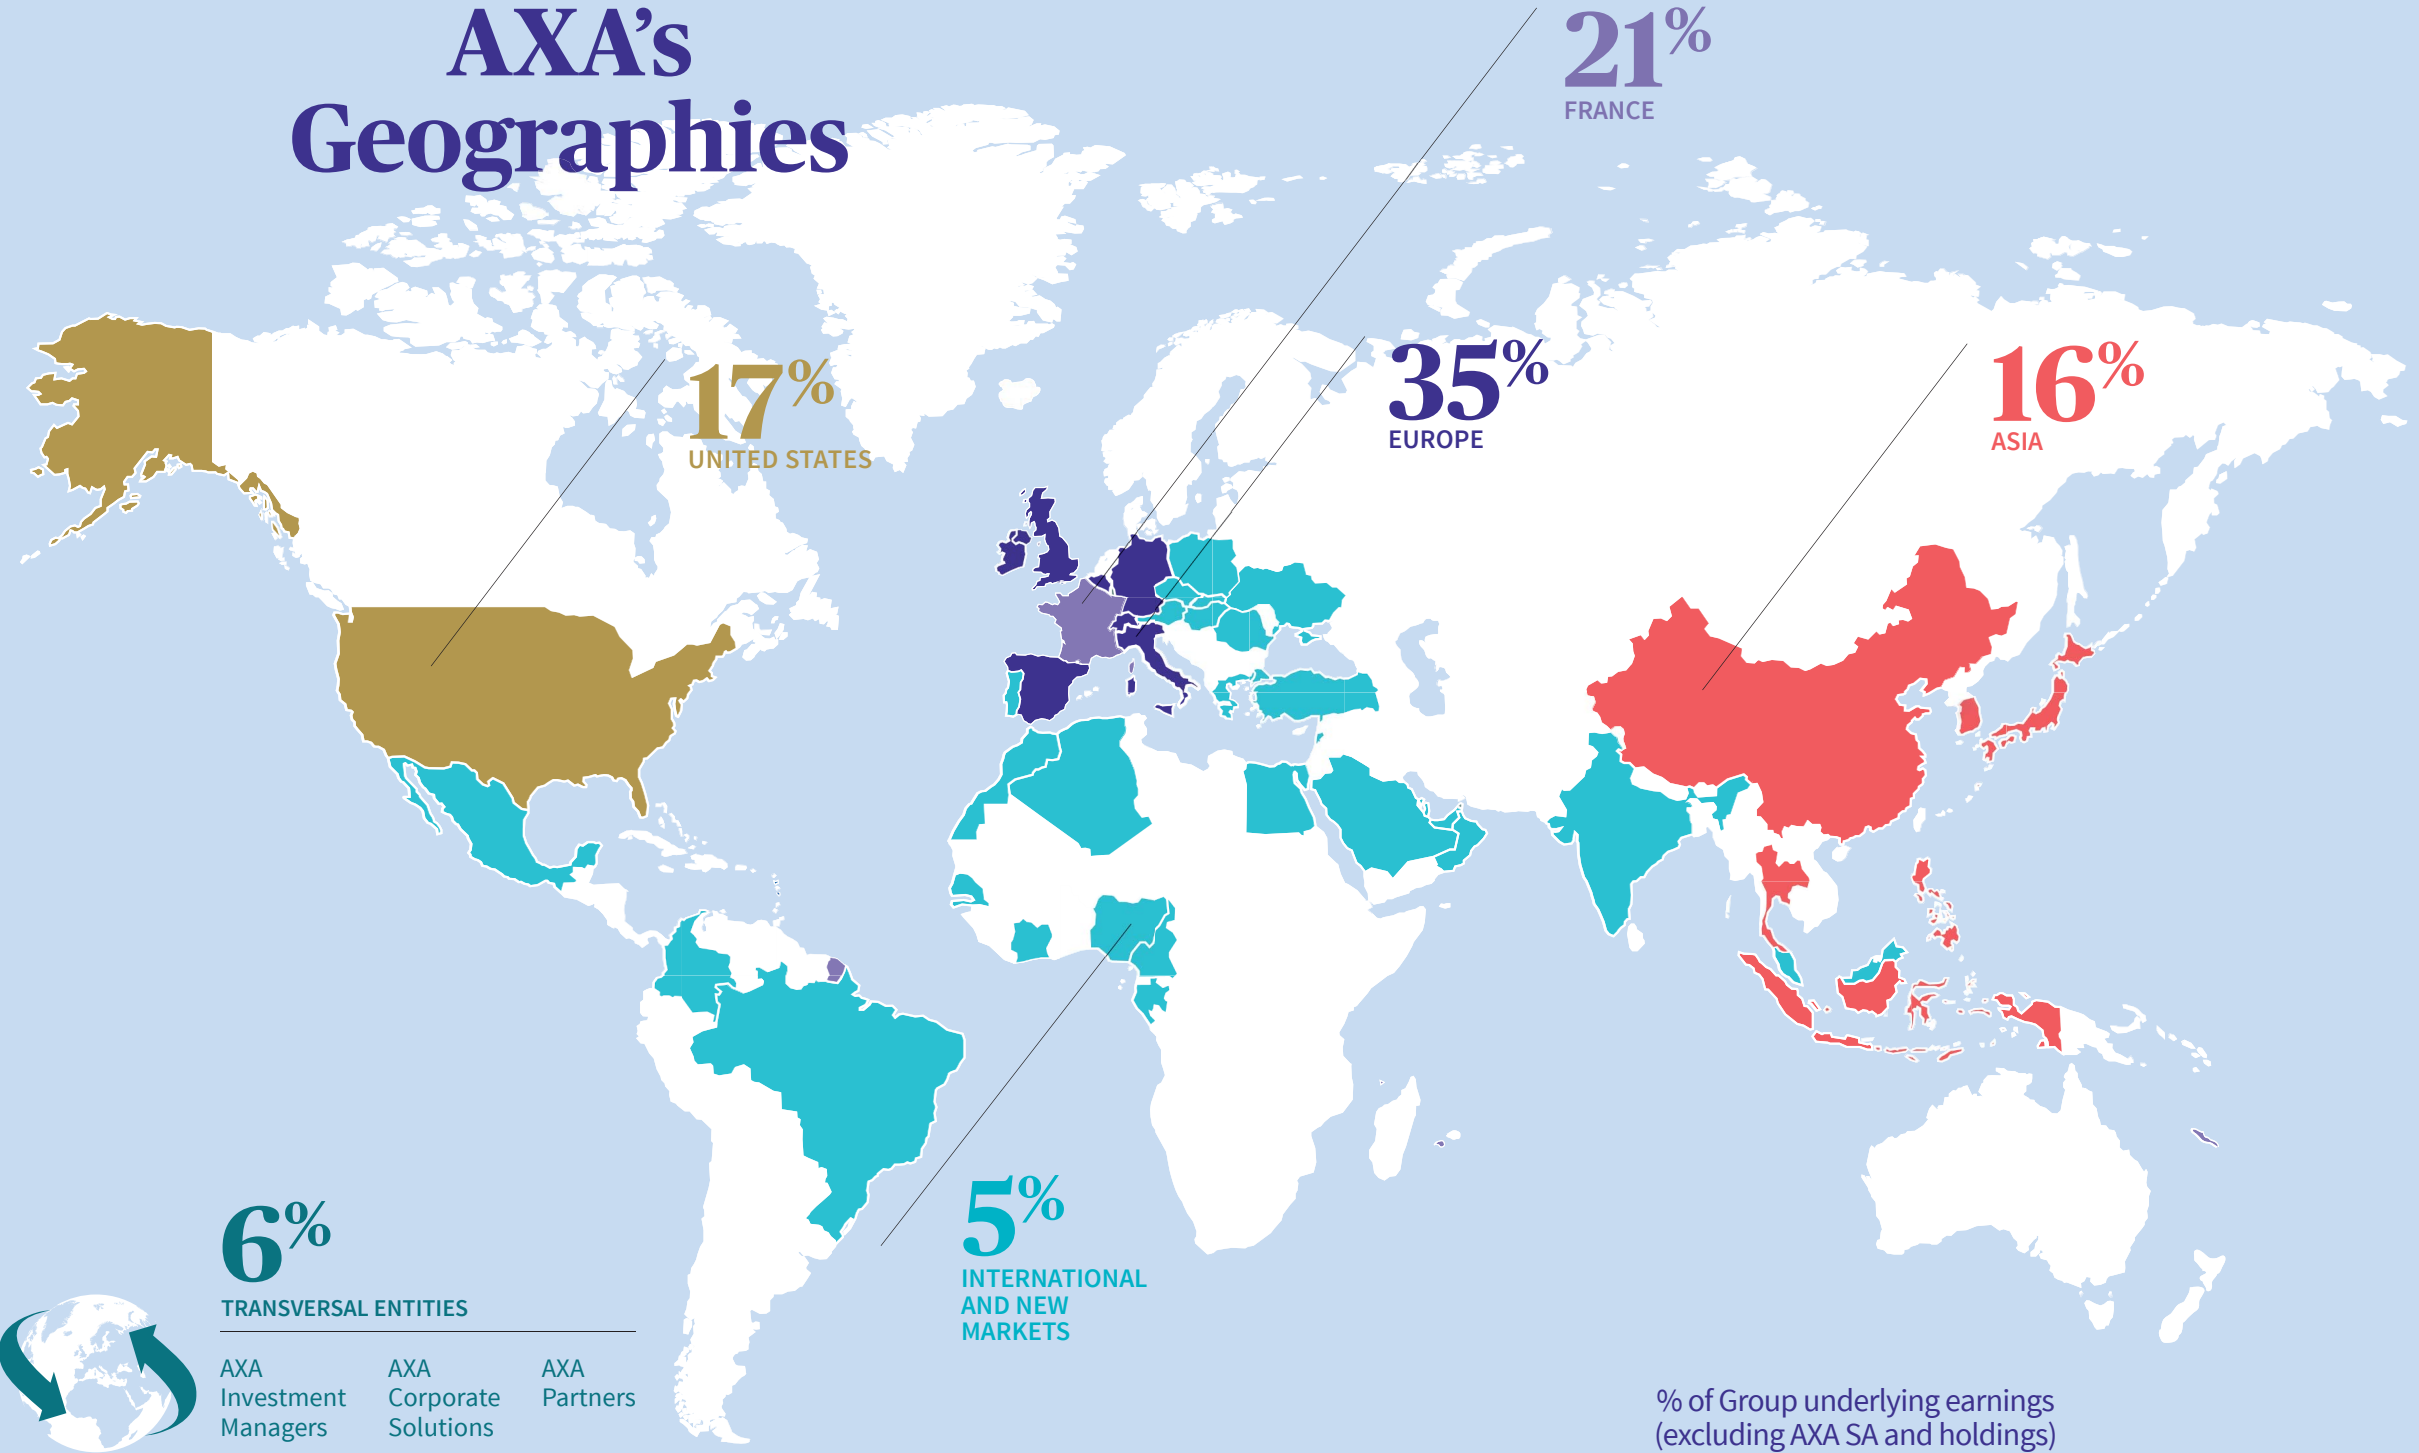 AXA's
Geographies
21%
FRANCE
17%
UNITED STATES
35%
EUROPE
16%
ASIA
6%
TRANSVERSAL ENTITIES
AXA
Investment
Managers
AXA
Corporate
Solutions
AXA
Partners
5%
INTERNATIONAL
AND NEW
MARKETS
% of Group underlying earnings
(excluding AXA SA and holdings)